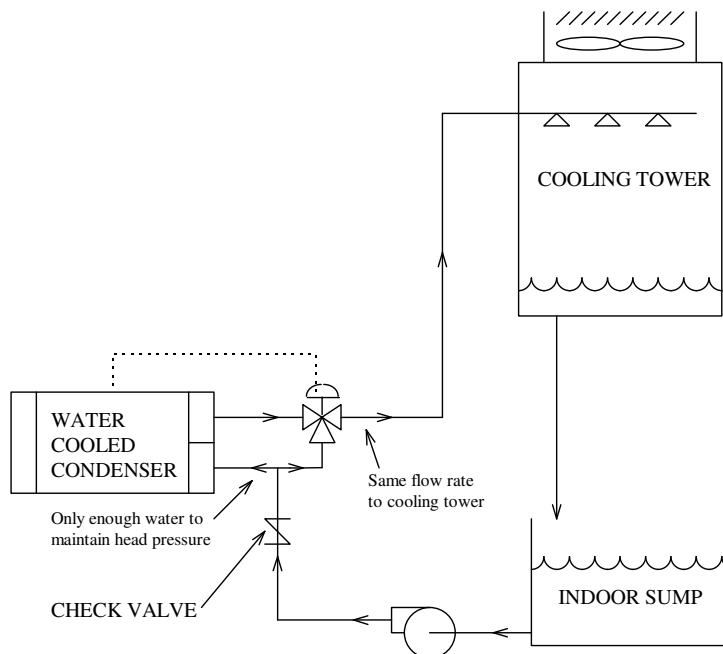 COOLING TOWER
WATER
COOLED
CONDENSER
Same flow rate
to cooling tower
Only enough water to
maintain head pressure
CHECK VALVE
INDOOR SUMP